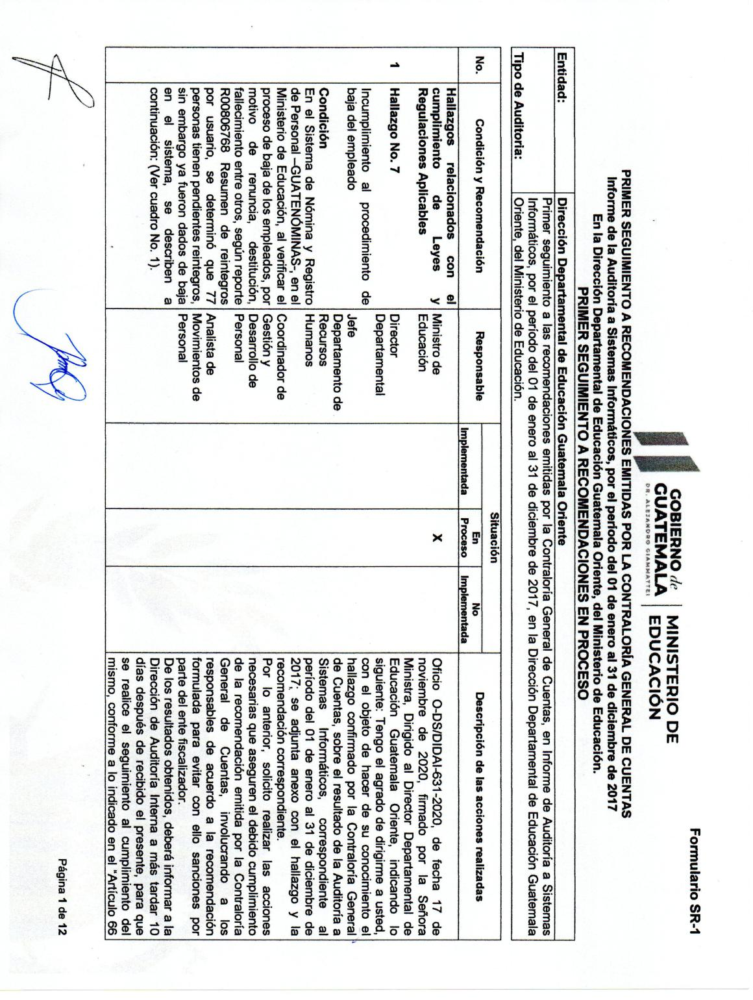 Formulario SR-1
GOBIERNO de
GUATEMALA
DR. ALEJANDRO GIAMMATTEI
MINISTERIO DE
EDUCACIÓN
PRIMER SEGUIMIENTO A RECOMENDACIONES EMITIDAS POR LA CONTRALORÍA GENERAL DE CUENTAS
Informe de la Auditoría a Sistemas Informáticos, por el período del 01 de enero al 31 de diciembre de 2017
En la Dirección Departamental de Educación Guatemala Oriente, del Ministerio de Educación.
PRIMER SEGUIMIENTO A RECOMENDACIONES EN PROCESO
Entidad:
Dirección Departamental de Educación Guatemala Oriente
Tipo de Auditoria:
Primer seguimiento a las recomendaciones emitidas por la Contraloría General de Cuentas, en Informe de Auditoría a Sistemas
Informáticos, por el período del 01 de enero al 31 de diciembre de 2017, en la Dirección Departamental de Educación Guatemala
Oriente, del Ministerio de Educación.
No.
Condición y Recomendación
Responsable
Situación
Implementada
En
Proceso
No
Implementada
Descripción de las acciones realizadas
1
Hallazgos relacionados con el
cumplimiento de Leyes y
Regulaciones Aplicables
Hallazgo No. 7
Incumplimiento al procedimiento de
baja del empleado
Condición
En el Sistema de Nómina y Registro
de Personal –GUATENÓMINAS-, en el
Ministerio de Educación, al verificar el
proceso de baja de los empleados, por
motivo de renuncia, destitución,
fallecimiento entre otros, según reporte
R00806768 Resumen de reintegros
por usuario, se determinó que 77
personas tienen pendientes reintegros,
sin embargo ya fueron dados de baja
en el sistema, se describen a
continuación: (Ver cuadro No. 1).
Ministro de
Educación
Director
Departamental
Jefe
Departamento de
Recursos
Humanos
Coordinador de
Gestión y
Desarrollo de
Personal
Analista de
Movimientos de
Personal
X
Oficio O-DS/DIDAI-631-2020, de fecha 17 de
noviembre de 2020, firmado por la Señora
Ministra, Dirigido al Director Departamental de
Educación Guatemala Oriente, indicando lo
siguiente: Tengo el agrado de dirigirme a usted,
con el objeto de hacer de su conocimiento el
hallazgo confirmado por la Contraloría General
de Cuentas, sobre el resultado de la Auditoría a
Sistemas Informáticos, correspondiente al
período del 01 de enero al 31 de diciembre de
2017; se adjunta anexo con el hallazgo y la
recomendación correspondiente.
Por lo anterior, solicito realizar las acciones
necesarias que aseguren el debido cumplimiento
de la recomendación emitida por la Contraloría
General de Cuentas, involucrando a los
responsables de acuerdo a la recomendación
formulada para evitar con ello sanciones por
parte del ente fiscalizador.
De los resultados obtenidos, deberá informar a la
Dirección de Auditoría Interna a más tardar 10
días después de recibido el presente, para que
se realice el seguimiento al cumplimiento del
mismo, conforme a lo indicado en el "Artículo 66
Página 1 de 12